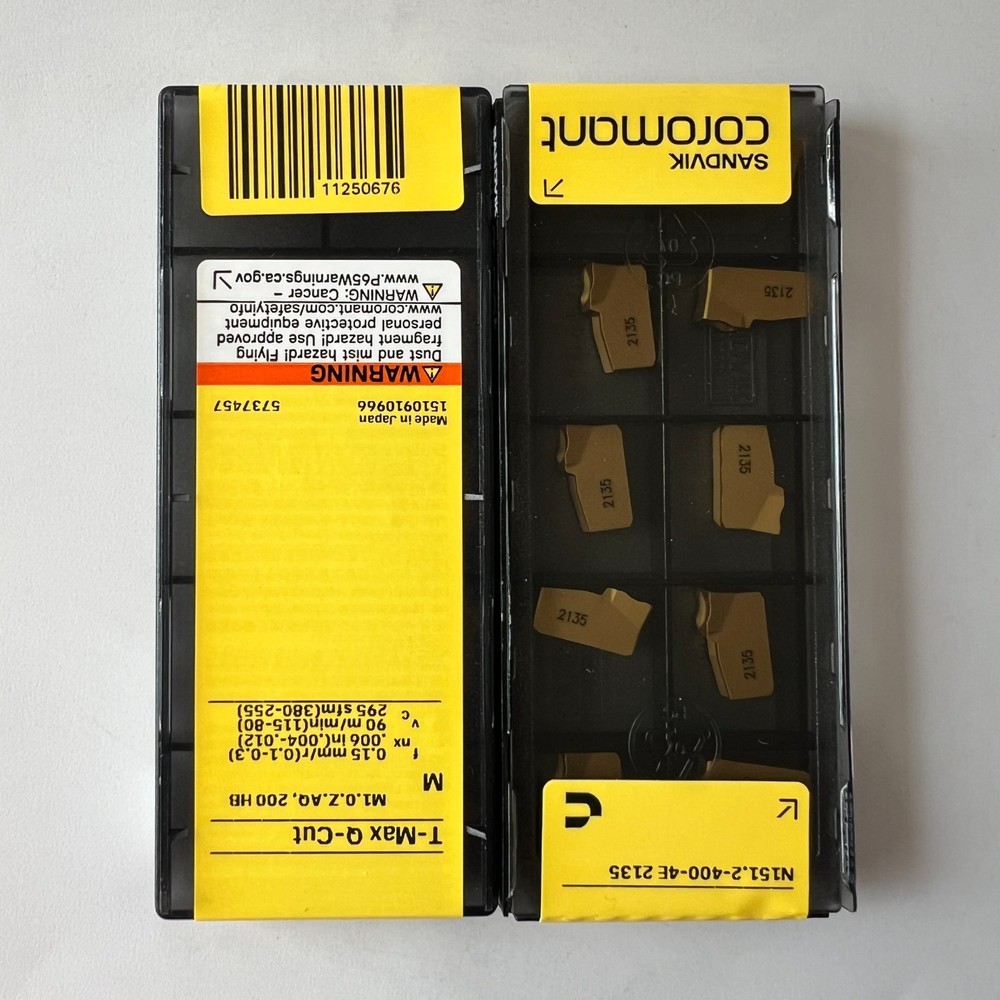 T-Max Q-Cut
M1.0.Z.AQ, 200 HB
M
fnx 0.15 mm/r(0.1-0.3)
.006 in(.004-.012)
vc 90 m/min(115-80)
295 sfm(380-255)
Made in Japan
1510910966 5737457
⚠WARNING
Dust and mist hazard! Flying
fragment hazard! Use approved
personal protective equipment
www.coromant.com/safetyinfo
⚠ WARNING: Cancer –
www.P65Warnings.ca.gov
11250676
N151.2-400-4E 2135
2135
2135
2135
2135
2135
2135
SANDVIK
coromant